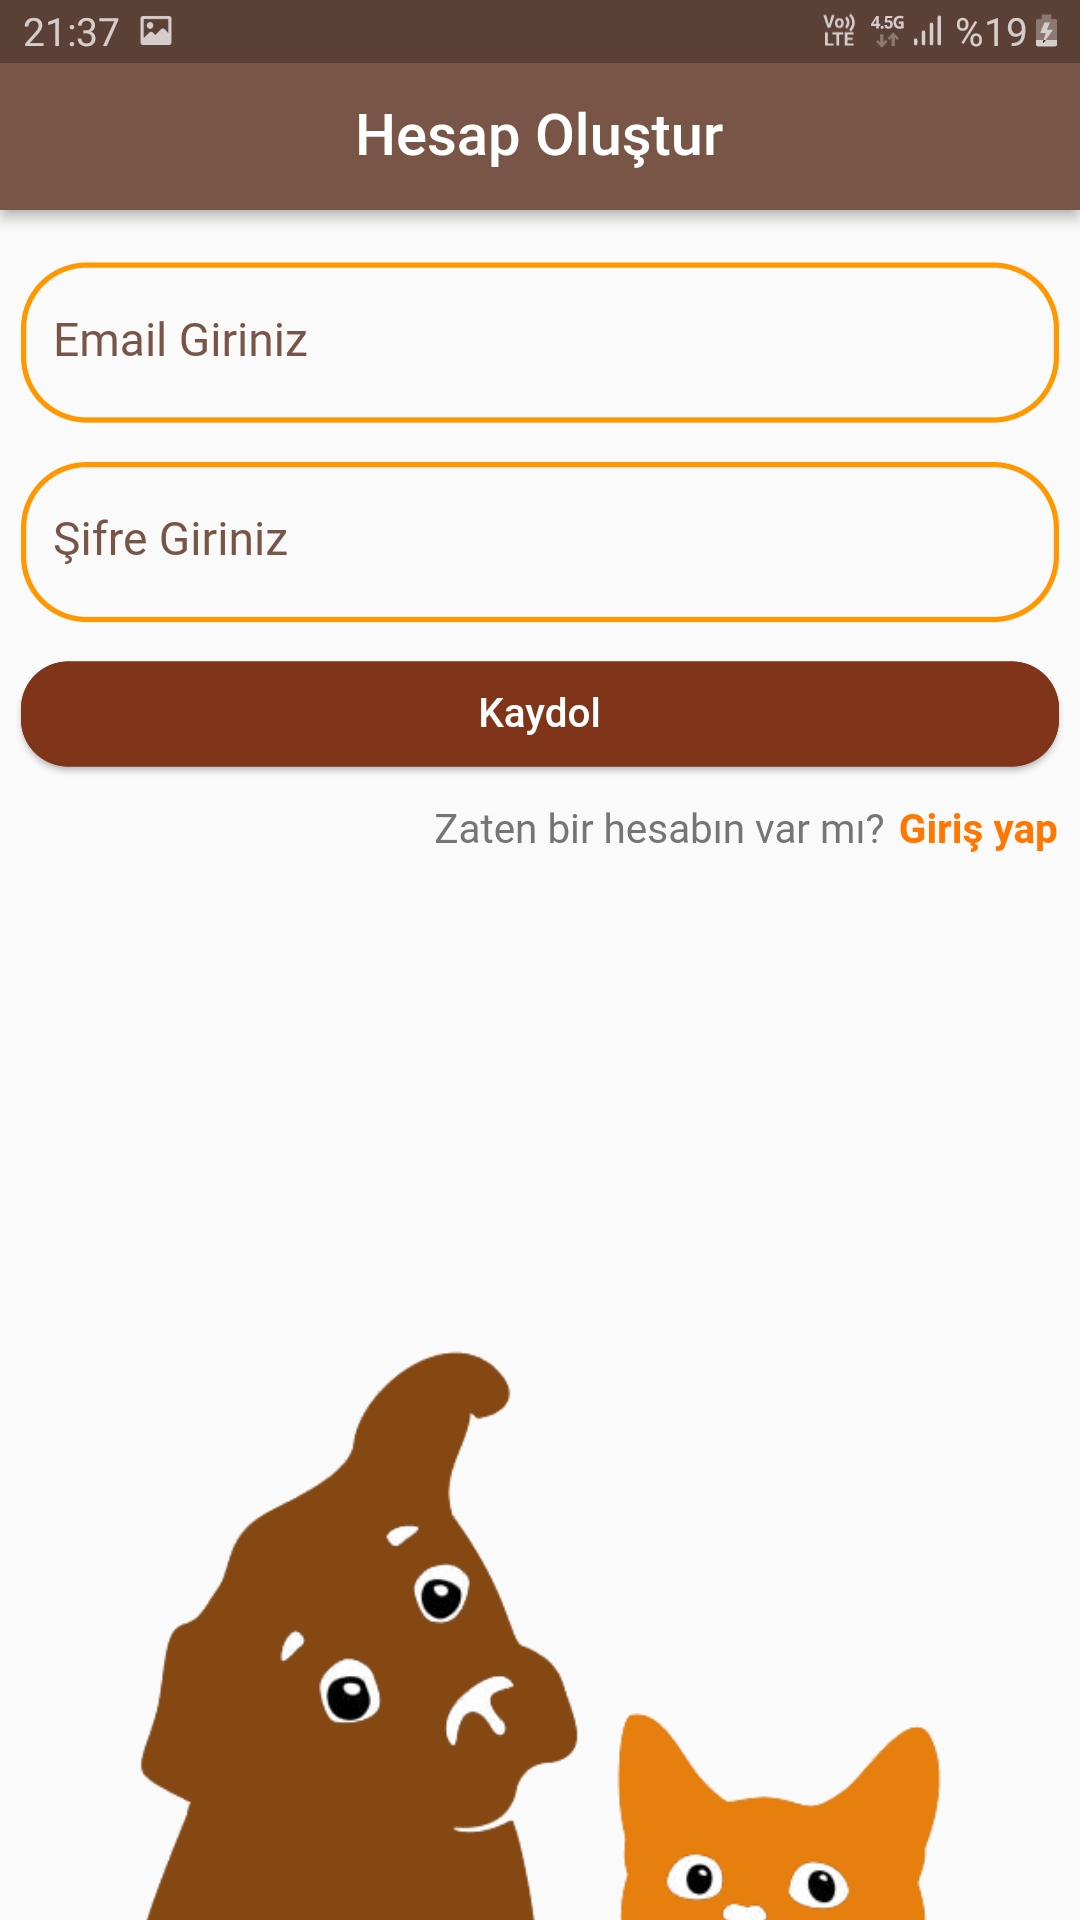 21:37 Vo)) LTE 4.5G %19
Hesap Oluştur
Email Giriniz
Şifre Giriniz
Kaydol
Zaten bir hesabın var mı? Giriş yap